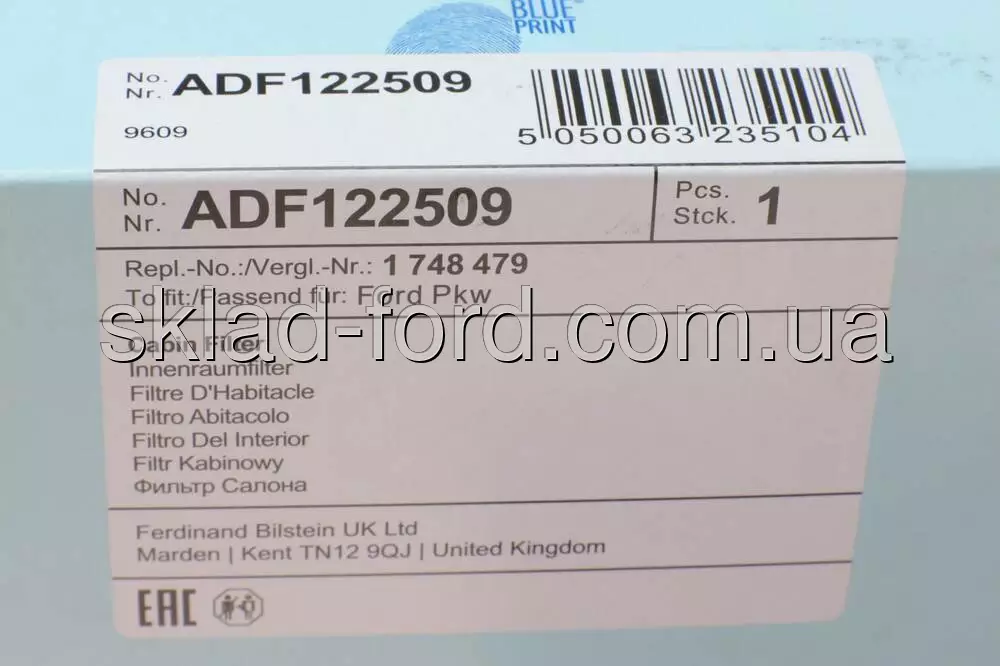 BLUE
PRINT
No.
Nr. ADF122509
9609
5 050063 235104
No.
Nr. ADF122509
Pcs.
Stck. 1
Repl.-No.:/Vergl.-Nr.: 1 748 479
To fit:/Passend für: Ford Pkw
sklad-ford.com.ua
Cabin Filter
Innenraumfilter
Filtre D'Habitacle
Filtro Abitacolo
Filtro Del Interior
Filtr Kabinowy
Фильтр Салона
Ferdinand Bilstein UK Ltd
Marden | Kent TN12 9QJ | United Kingdom
EAC